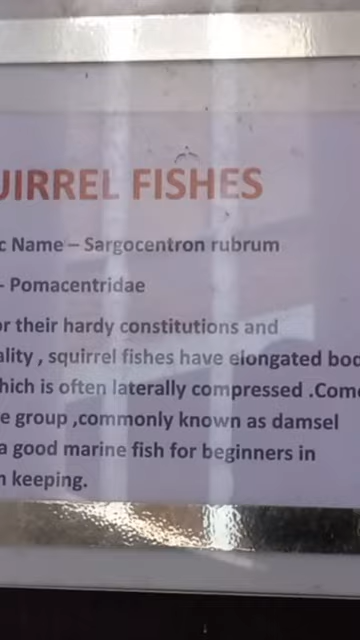 UIRREL FISHES
c Name – Sargocentron rubrum
- Pomacentridae
or their hardy constitutions and
ality , squirrel fishes have elongated bod
hich is often laterally compressed .Com
e group ,commonly known as damsel
a good marine fish for beginners in
n keeping.